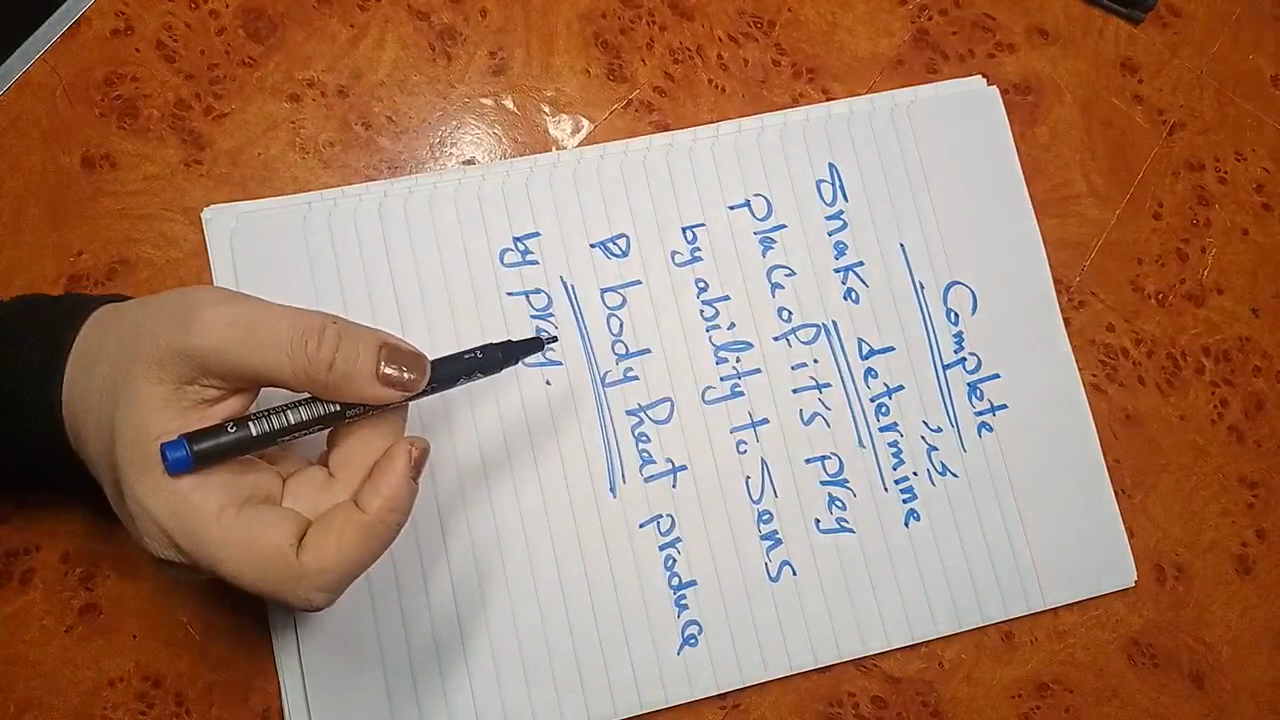 Complete
Snake determine
place of it's prey
by ability to Sens
body heat produce
by prey.